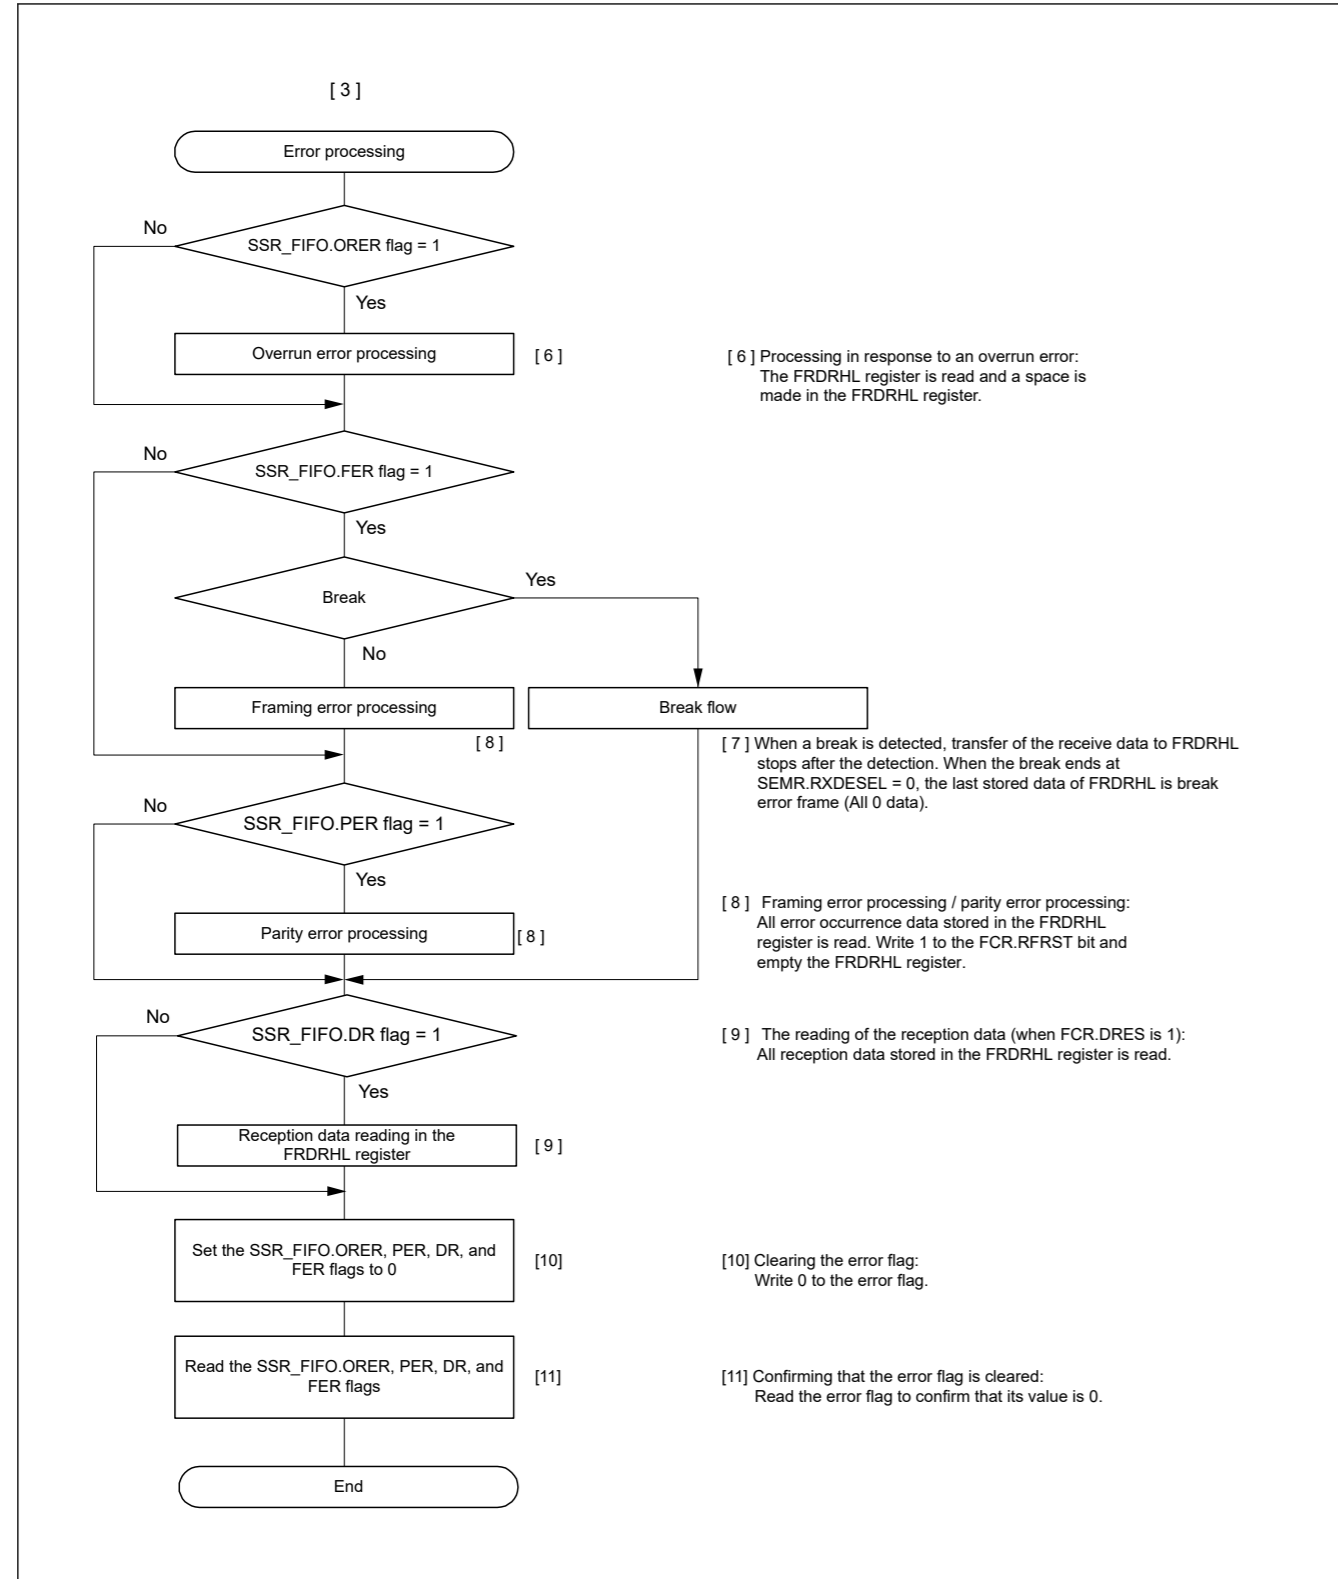 [ 3 ]
Error processing
No
SSR_FIFO.ORER flag = 1
Yes
Overrun error processing
[ 6 ]
[ 6 ] Processing in response to an overrun error:
The FRDRHL register is read and a space is
made in the FRDRHL register.
No
SSR_FIFO.FER flag = 1
Yes
Break
Yes
No
Framing error processing
Break flow
[ 8 ]
[ 7 ] When a break is detected, transfer of the receive data to FRDRHL
stops after the detection. When the break ends at
SEMR.RXDESEL = 0, the last stored data of FRDRHL is break
error frame (All 0 data).
No
SSR_FIFO.PER flag = 1
Yes
Parity error processing
[ 8 ]
[ 8 ] Framing error processing / parity error processing:
All error occurrence data stored in the FRDRHL
register is read. Write 1 to the FCR.RFRST bit and
empty the FRDRHL register.
No
SSR_FIFO.DR flag = 1
Yes
[ 9 ] The reading of the reception data (when FCR.DRES is 1):
All reception data stored in the FRDRHL register is read.
Reception data reading in the
FRDRHL register
[ 9 ]
Set the SSR_FIFO.ORER, PER, DR, and
FER flags to 0
[10]
[10] Clearing the error flag:
Write 0 to the error flag.
Read the SSR_FIFO.ORER, PER, DR, and
FER flags
[11]
[11] Confirming that the error flag is cleared:
Read the error flag to confirm that its value is 0.
End